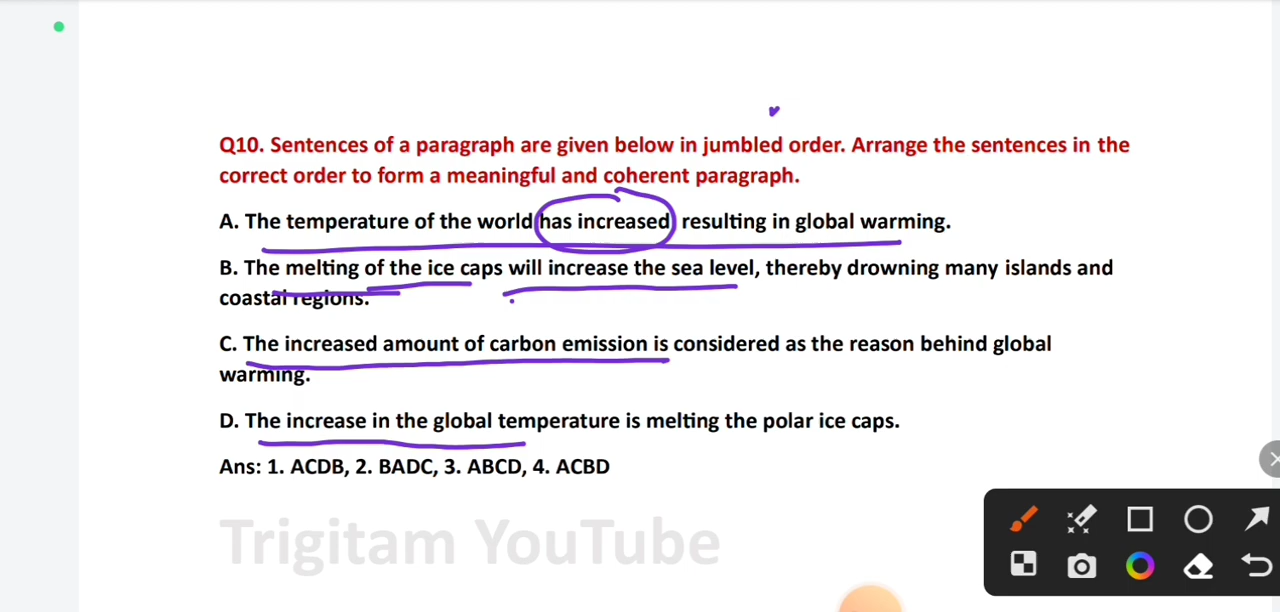 Q10. Sentences of a paragraph are given below in jumbled order. Arrange the sentences in the
correct order to form a meaningful and coherent paragraph.
A. The temperature of the world has increased resulting in global warming.
B. The melting of the ice caps will increase the sea level, thereby drowning many islands and
coastal regions.
C. The increased amount of carbon emission is considered as the reason behind global
warming.
D. The increase in the global temperature is melting the polar ice caps.
Ans: 1. ACDB, 2. BADC, 3. ABCD, 4. ACBD
Trigitam YouTube